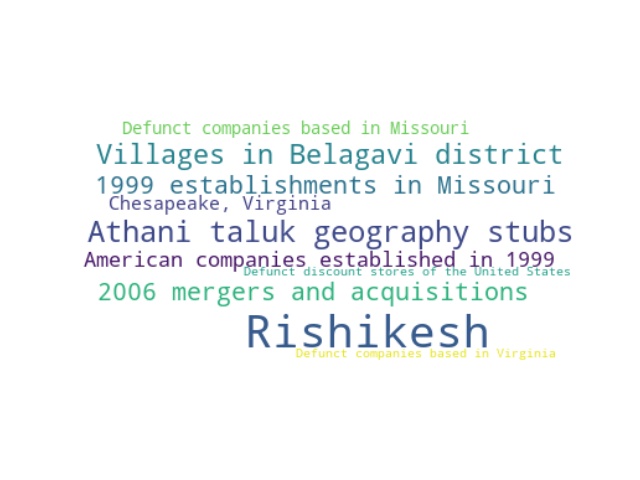 Defunct companies based in Missouri
Villages in Belagavi district
1999 establishments in Missouri
Chesapeake, Virginia
Athani taluk geography stubs
American companies established in 1999
Defunct discount stores of the United States
2006 mergers and acquisitions
Rishikesh
Defunct companies based in Virginia